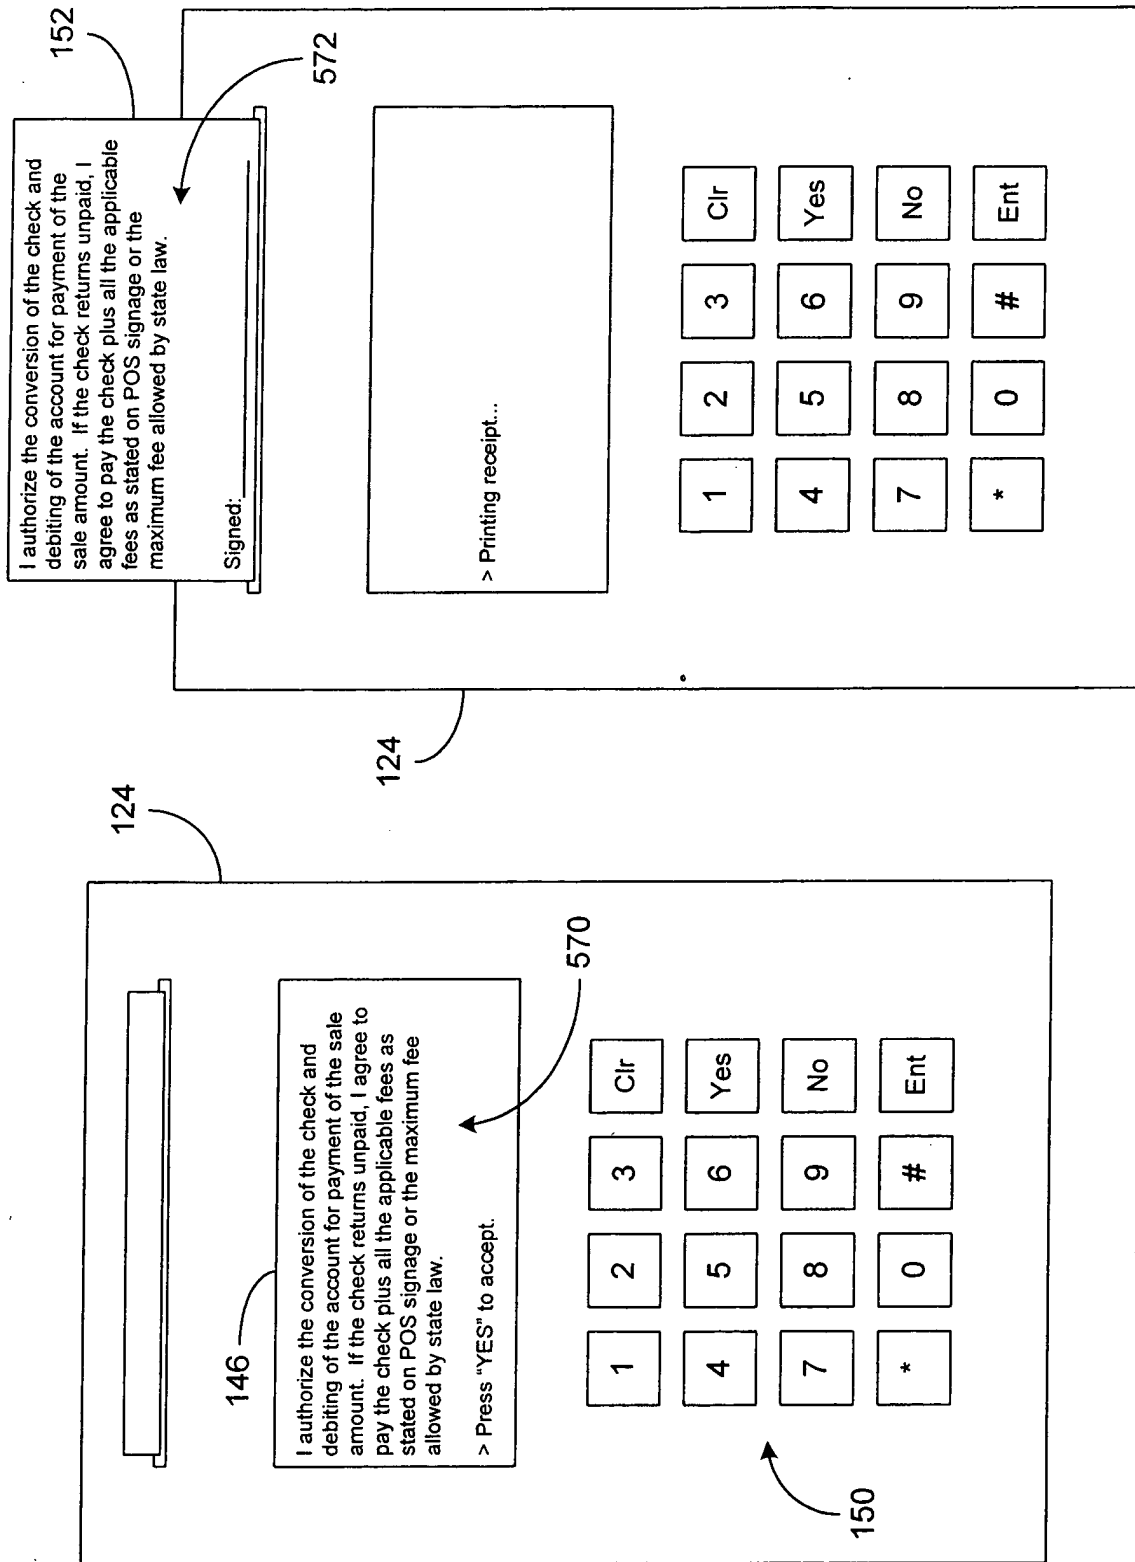 124
146
I authorize the conversion of the check and
debiting of the account for payment of the sale
amount. If the check returns unpaid, I agree to
pay the check plus all the applicable fees as
stated on POS signage or the maximum fee
allowed by state law.
> Press “YES” to accept.
570
1 2 3 Clr
4 5 6 Yes
7 8 9 No
* 0 # Ent
150
152
I authorize the conversion of the check and
debiting of the account for payment of the
sale amount. If the check returns unpaid, I
agree to pay the check plus all the applicable
fees as stated on POS signage or the
maximum fee allowed by state law.
Signed:
572
124
> Printing receipt...
1 2 3 Clr
4 5 6 Yes
7 8 9 No
* 0 # Ent